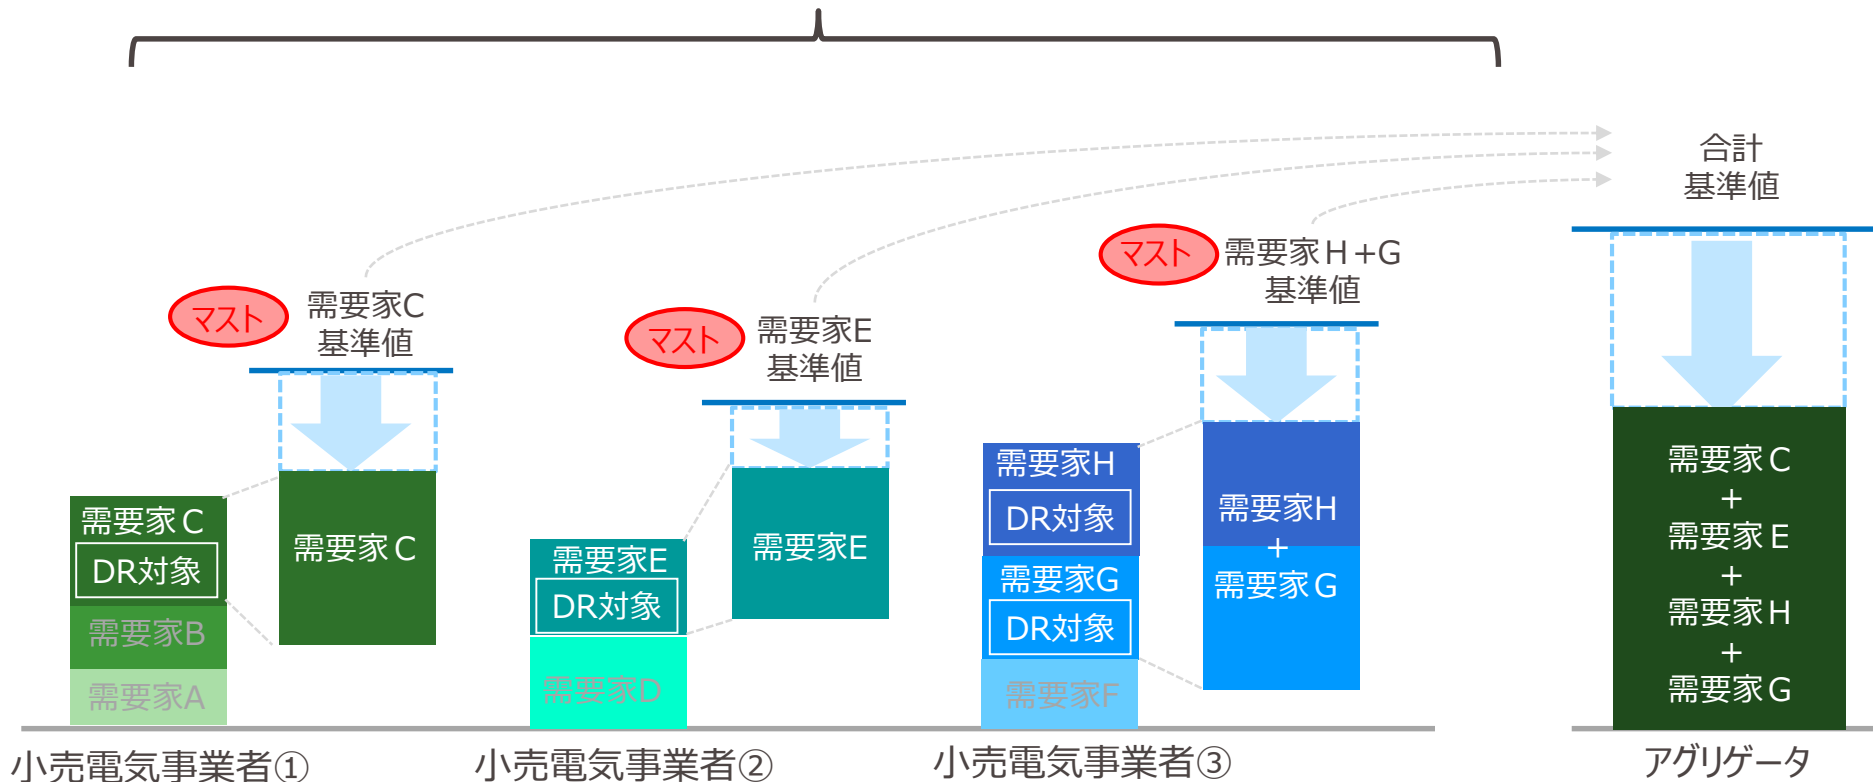 合計
基準値
マスト
需要家C
基準値
マスト
需要家E
基準値
マスト
需要家H+G
基準値
需要家C
DR対象
需要家B
需要家A
需要家C
小売電気事業者①
需要家E
DR対象
需要家D
需要家E
小売電気事業者②
需要家H
DR対象
需要家G
DR対象
需要家F
需要家H
+
需要家G
小売電気事業者③
需要家C
+
需要家E
+
需要家H
+
需要家G
アグリゲータ